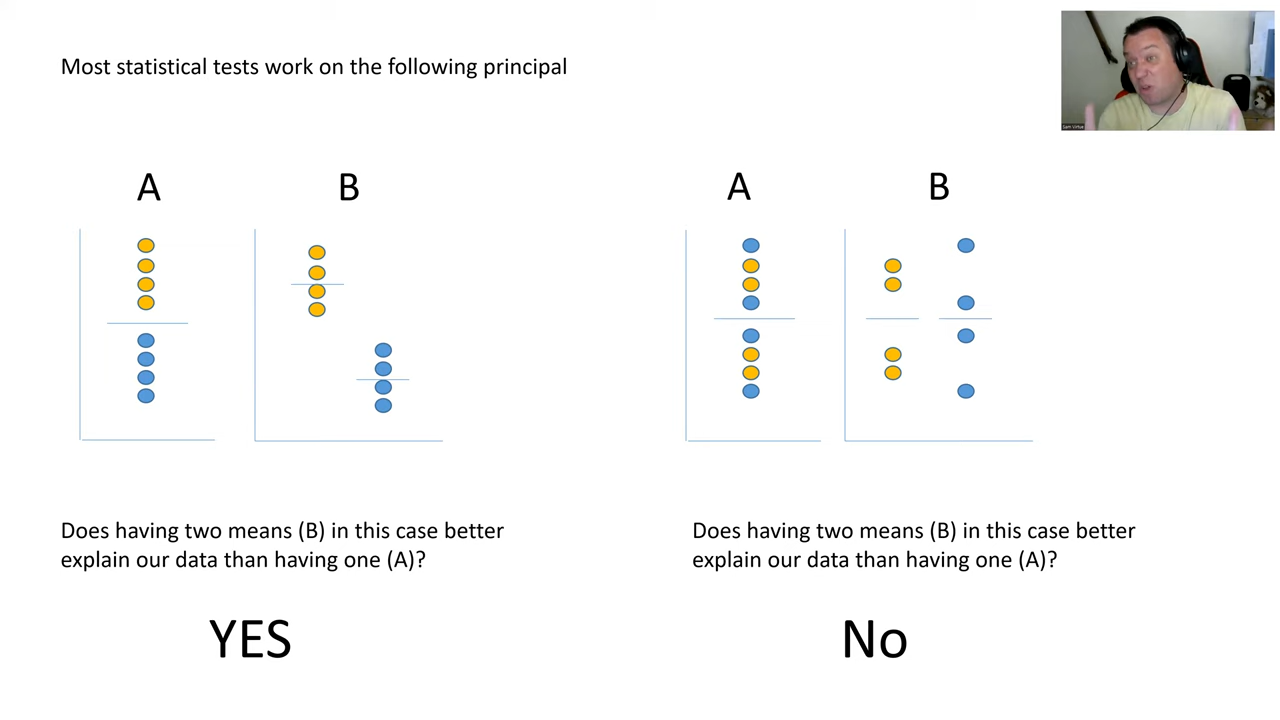 Most statistical tests work on the following principal
Sam Virtue
A
B
A
B
Does having two means (B) in this case better
explain our data than having one (A)?
YES
Does having two means (B) in this case better
explain our data than having one (A)?
No